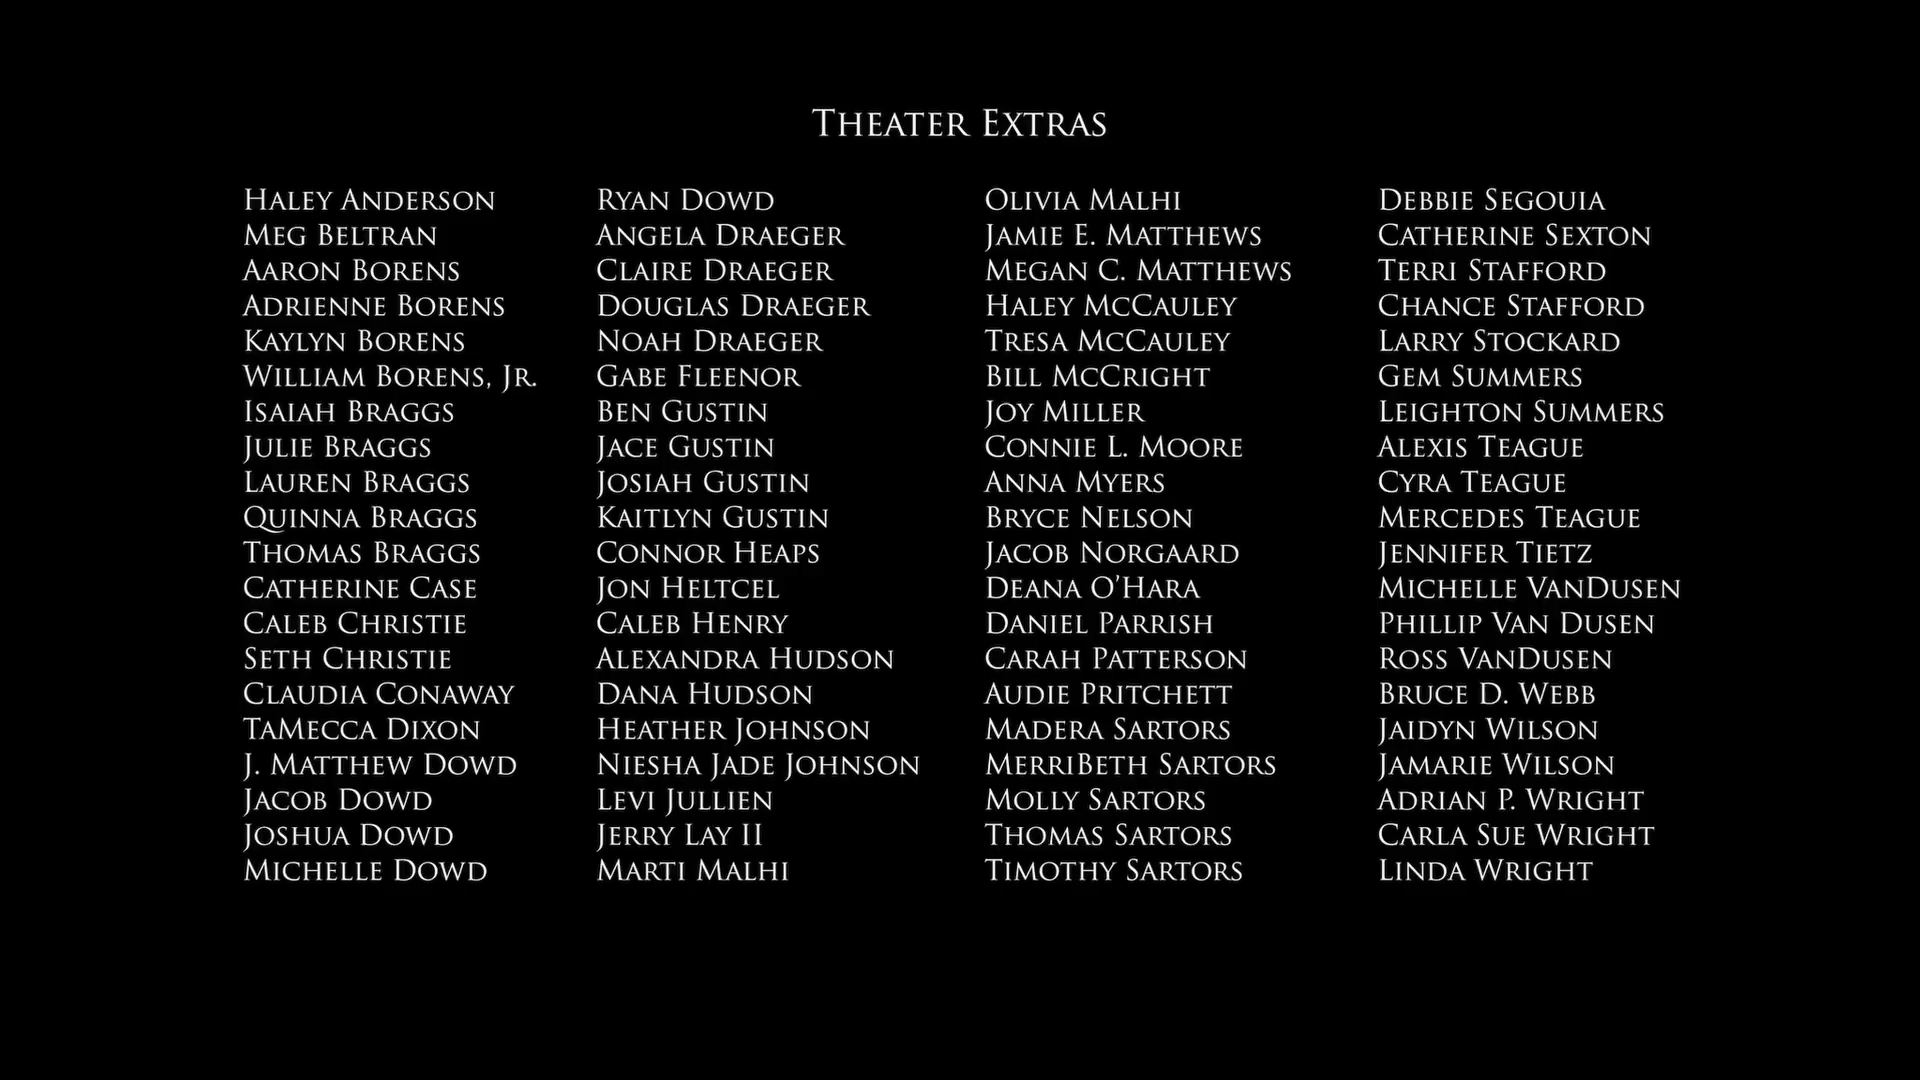 Theater Extras
Haley Anderson
Meg Beltran
Aaron Borens
Adrienne Borens
Kaylyn Borens
William Borens, Jr.
Isaiah Braggs
Julie Braggs
Lauren Braggs
Quinna Braggs
Thomas Braggs
Catherine Case
Caleb Christie
Seth Christie
Claudia Conaway
TaMecca Dixon
J. Matthew Dowd
Jacob Dowd
Joshua Dowd
Michelle Dowd
Ryan Dowd
Angela Draeger
Claire Draeger
Douglas Draeger
Noah Draeger
Gabe Fleenor
Ben Gustin
Jace Gustin
Josiah Gustin
Kaitlyn Gustin
Connor Heaps
Jon Heltcel
Caleb Henry
Alexandra Hudson
Dana Hudson
Heather Johnson
Niesha Jade Johnson
Levi Jullien
Jerry Lay II
Marti Malhi
Olivia Malhi
Jamie E. Matthews
Megan C. Matthews
Haley McCauley
Tresa McCauley
Bill McCright
Joy Miller
Connie L. Moore
Anna Myers
Bryce Nelson
Jacob Norgaard
Deana O'Hara
Daniel Parrish
Carah Patterson
Audie Pritchett
Madera Sartors
MerriBeth Sartors
Molly Sartors
Thomas Sartors
Timothy Sartors
Debbie Segouia
Catherine Sexton
Terri Stafford
Chance Stafford
Larry Stockard
Gem Summers
Leighton Summers
Alexis Teague
Cyra Teague
Mercedes Teague
Jennifer Tietz
Michelle VanDusen
Phillip Van Dusen
Ross VanDusen
Bruce D. Webb
Jaidyn Wilson
Jamarie Wilson
Adrian P. Wright
Carla Sue Wright
Linda Wright